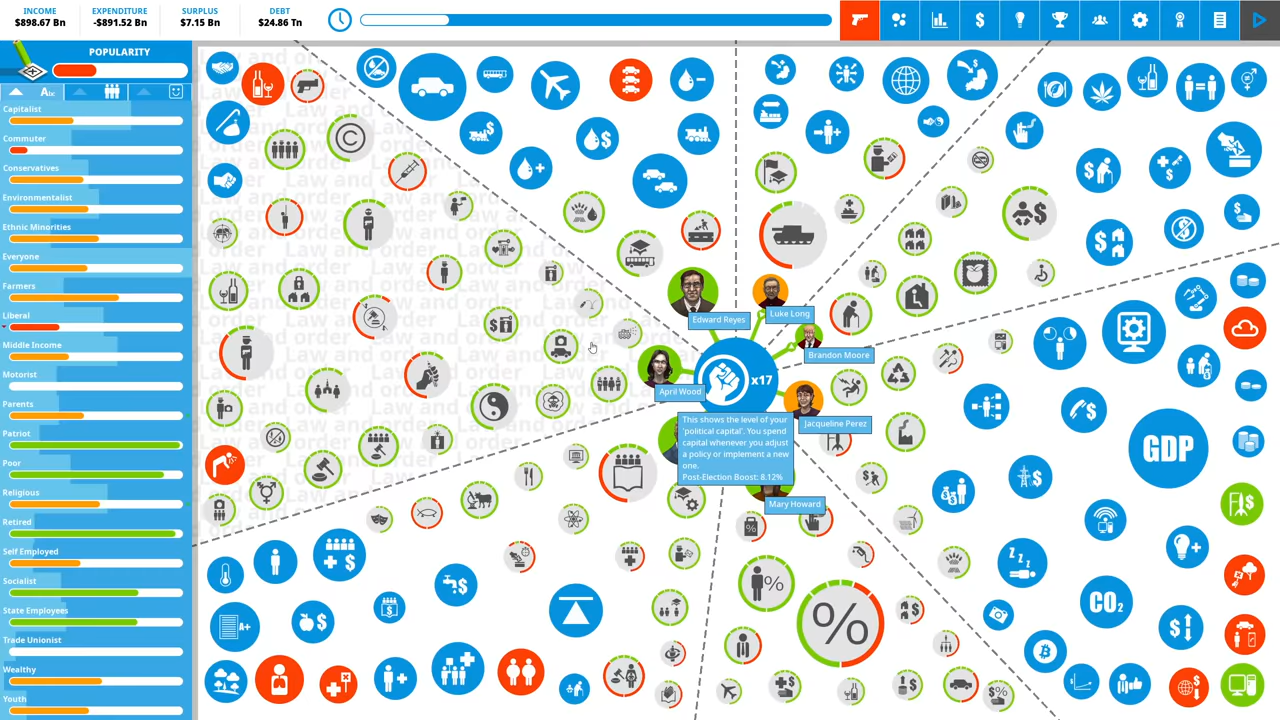 INCOME
$898.67 Bn
EXPENDITURE
-$891.52 Bn
SURPLUS
$7.15 Bn
DEBT
$24.86 Tn
POPULARITY
Abc
Capitalist
Commuter
Conservatives
Environmentalist
Ethnic Minorities
Everyone
Farmers
Liberal
Middle Income
Motorist
Parents
Patriot
Poor
Religious
Retired
Self Employed
Socialist
State Employees
Trade Unionist
Wealthy
Youth
Law and order
Edward Reyes
Luke Long
Brandon Moore
April Wood
x17
Jacqueline Perez
This shows the level of your
'political capital'. You spend
capital whenever you adjust
a policy or implement a new
one.
Post-Election Boost: 8.12%
Mary Howard
GDP
CO₂
A+
z z z
%
%